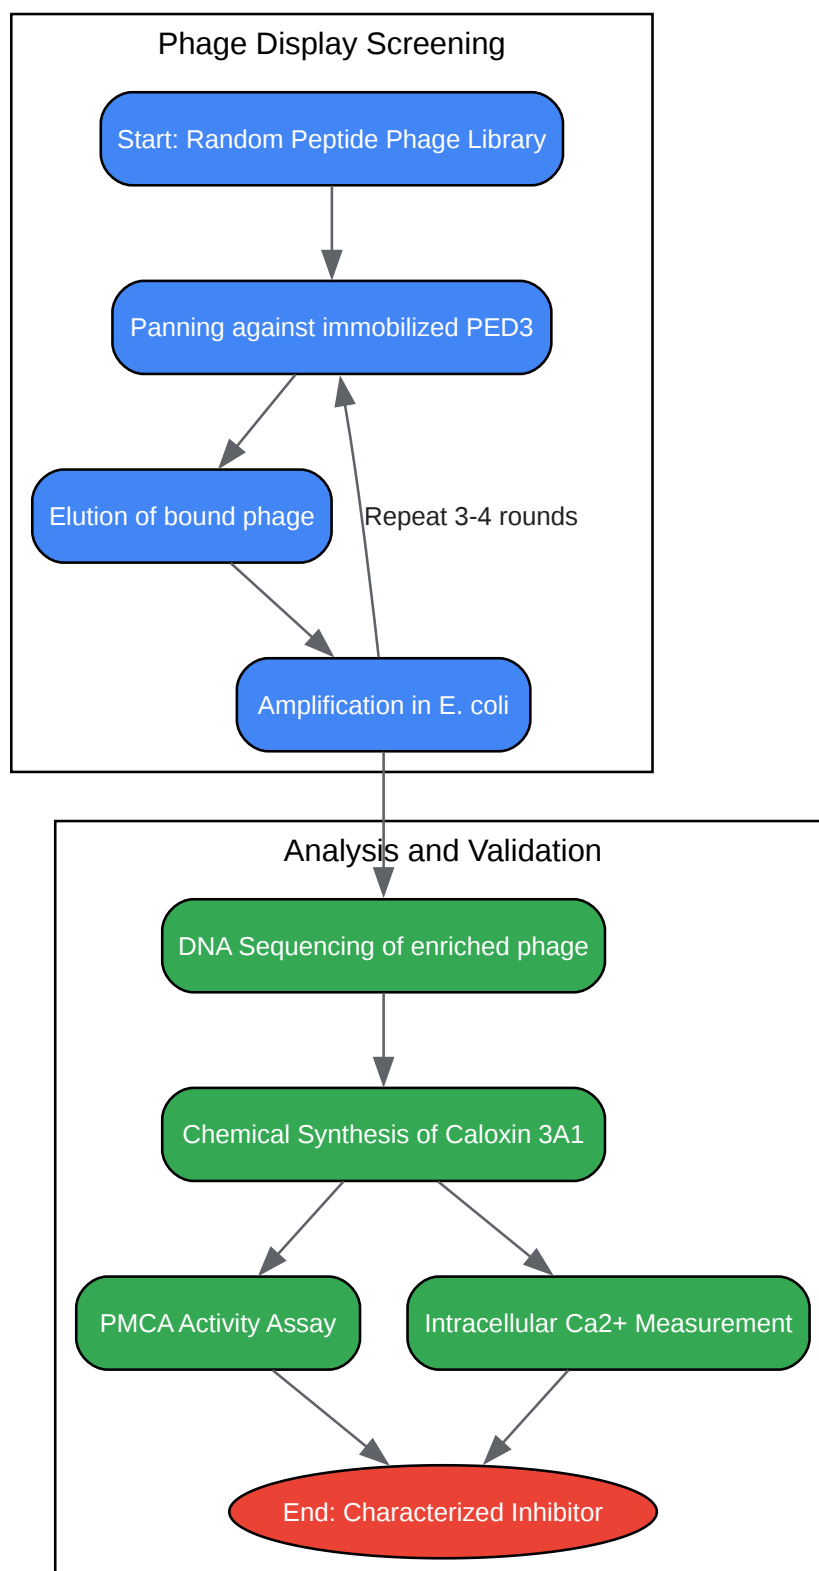 Phage Display Screening
Start: Random Peptide Phage Library
Panning against immobilized PED3
Elution of bound phage
Repeat 3-4 rounds
Amplification in E. coli
Analysis and Validation
DNA Sequencing of enriched phage
Chemical Synthesis of Caloxin 3A1
PMCA Activity Assay
Intracellular Ca2+ Measurement
End: Characterized Inhibitor